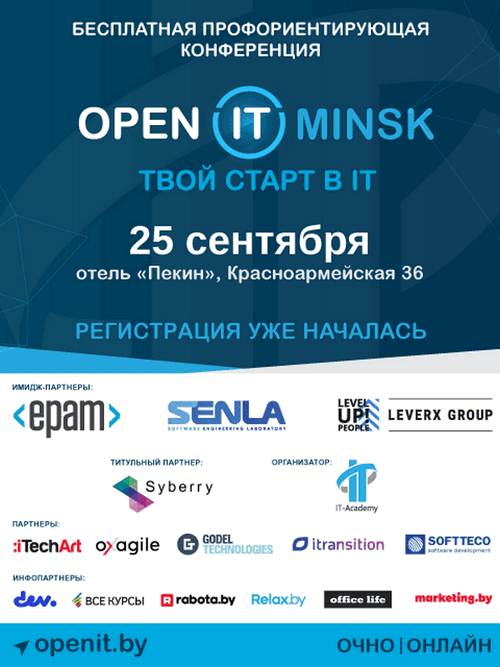 БЕСПЛАТНАЯ ПРОФОРИЕНТИРУЮЩАЯ
КОНФЕРЕНЦИЯ
OPEN IT MINSK
ТВОЙ СТАРТ В IT
25 сентября
отель «Пекин», Красноармейская 36
РЕГИСТРАЦИЯ УЖЕ НАЧАЛАСЬ
ИМИДЖ-ПАРТНЕРЫ:
<epam>
SENLA
SOFTWARE ENGINEERING LABORATORY
LEVEL
UP!
PEOPLE
LEVERX GROUP
ТИТУЛЬНЫЙ ПАРТНЕР:
Syberry
ОРГАНИЗАТОР:
IT-Academy
ПАРТНЕРЫ:
:iTechArt
oxagile
GODEL
TECHNOLOGIES
itransition
SOFTTECO
software development
ИНФОПАРТНЕРЫ:
dev.
ВСЕ КУРСЫ
rabota.by
Relax.by
office life
marketing.by
openit.by
ОЧНО | ОНЛАЙН